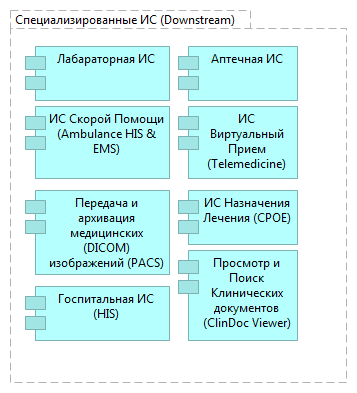 Специализированные ИС (Downstream)
Лабараторная ИС
Аптечная ИС
ИС Скорой Помощи
(Ambulance HIS &
EMS)
ИС
Виртуальный
Прием
(Telemedicine)
Передача и
архивация
медицинских
(DICOM)
изображений (PACS)
ИС Назначения
Лечения (CPOE)
Госпитальная ИС
(HIS)
Просмотр и
Поиск
Клинических
документов
(ClinDoc Viewer)